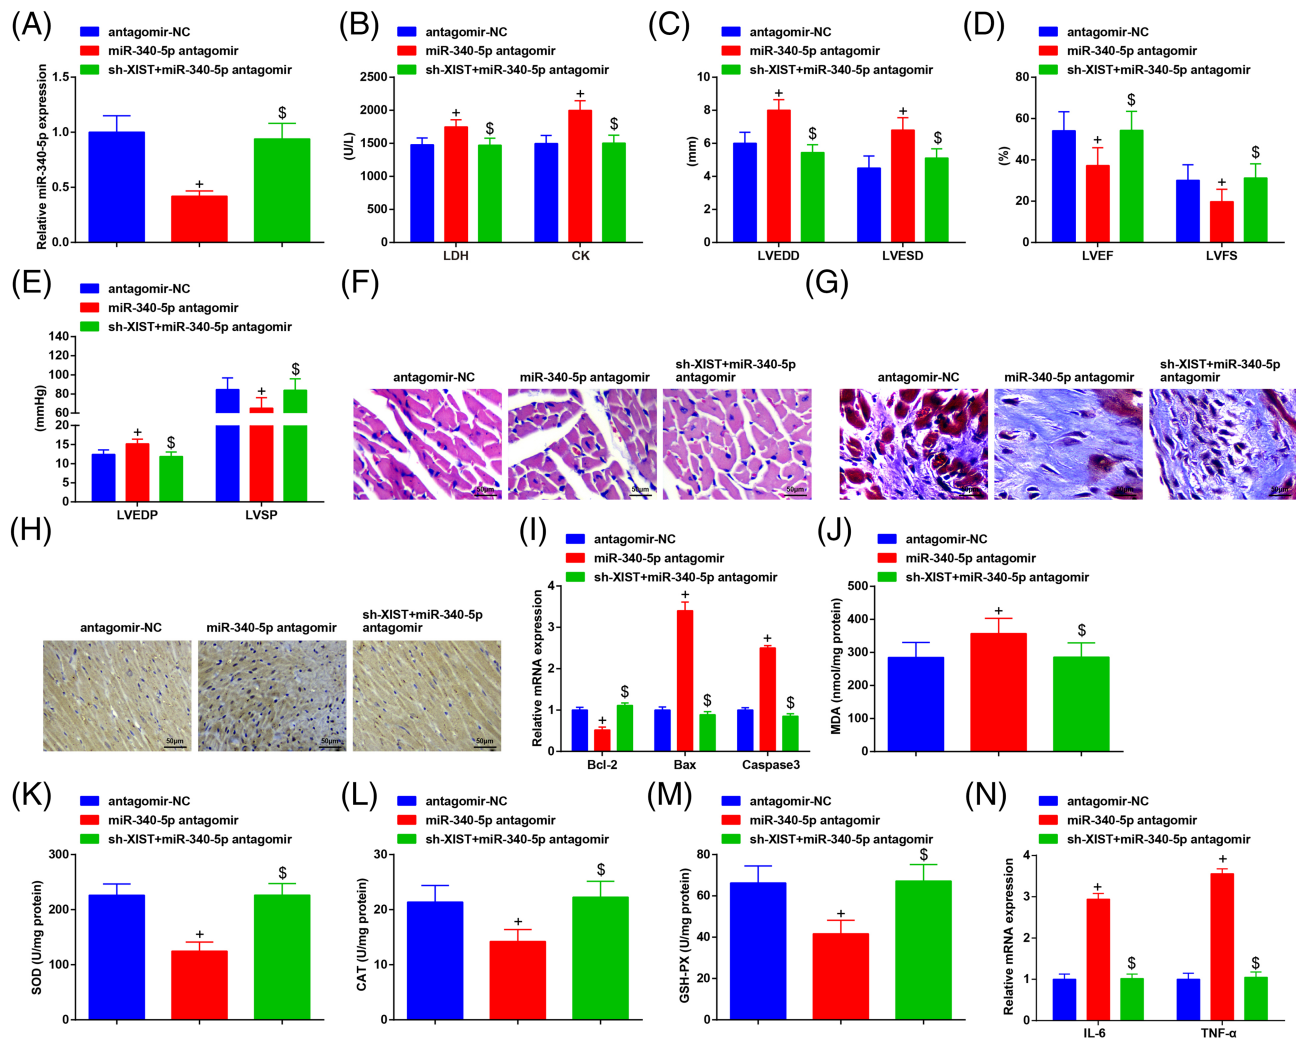 (A)
antagomir-NC
miR-340-5p antagomir
sh-XIST+miR-340-5p antagomir
Relative miR-340-5p expression
1.5
1.0
0.5
0.0
+
$
(B)
antagomir-NC
miR-340-5p antagomir
sh-XIST+miR-340-5p antagomir
(U/L)
2500
2000
1500
1000
500
0
+
$
+
$
LDH
CK
(C)
antagomir-NC
miR-340-5p antagomir
sh-XIST+miR-340-5p antagomir
(mm)
8
6
4
2
0
+
$
+
$
LVEDD
LVESD
(D)
antagomir-NC
miR-340-5p antagomir
sh-XIST+miR-340-5p antagomir
(%)
80
60
40
20
0
+
$
+
$
LVEF
LVFS
(E)
antagomir-NC
miR-340-5p antagomir
sh-XIST+miR-340-5p antagomir
(mmHg)
140
120
100
80
60
20
15
10
5
0
+
$
+
$
LVEDP
LVSP
(F)
antagomir-NC
miR-340-5p antagomir
sh-XIST+miR-340-5p
antagomir
50μm
50μm
50μm
(G)
antagomir-NC
miR-340-5p antagomir
sh-XIST+miR-340-5p
antagomir
50μm
50μm
50μm
(H)
antagomir-NC
miR-340-5p antagomir
sh-XIST+miR-340-5p
antagomir
50μm
50μm
50μm
(I)
antagomir-NC
miR-340-5p antagomir
sh-XIST+miR-340-5p antagomir
Relative mRNA expression
4
3
2
1
0
+
$
+
$
+
$
Bcl-2
Bax
Caspase3
(J)
antagomir-NC
miR-340-5p antagomir
sh-XIST+miR-340-5p antagomir
MDA (nmol/mg protein)
500
400
300
200
100
0
+
$
(K)
antagomir-NC
miR-340-5p antagomir
sh-XIST+miR-340-5p antagomir
SOD (U/mg protein)
300
200
100
0
+
$
(L)
antagomir-NC
miR-340-5p antagomir
sh-XIST+miR-340-5p antagomir
CAT (U/mg protein)
30
20
10
0
+
$
(M)
antagomir-NC
miR-340-5p antagomir
sh-XIST+miR-340-5p antagomir
GSH-PX (U/mg protein)
80
60
40
20
0
+
$
(N)
antagomir-NC
miR-340-5p antagomir
sh-XIST+miR-340-5p antagomir
Relative mRNA expression
4
3
2
1
0
+
$
+
$
IL-6
TNF-α